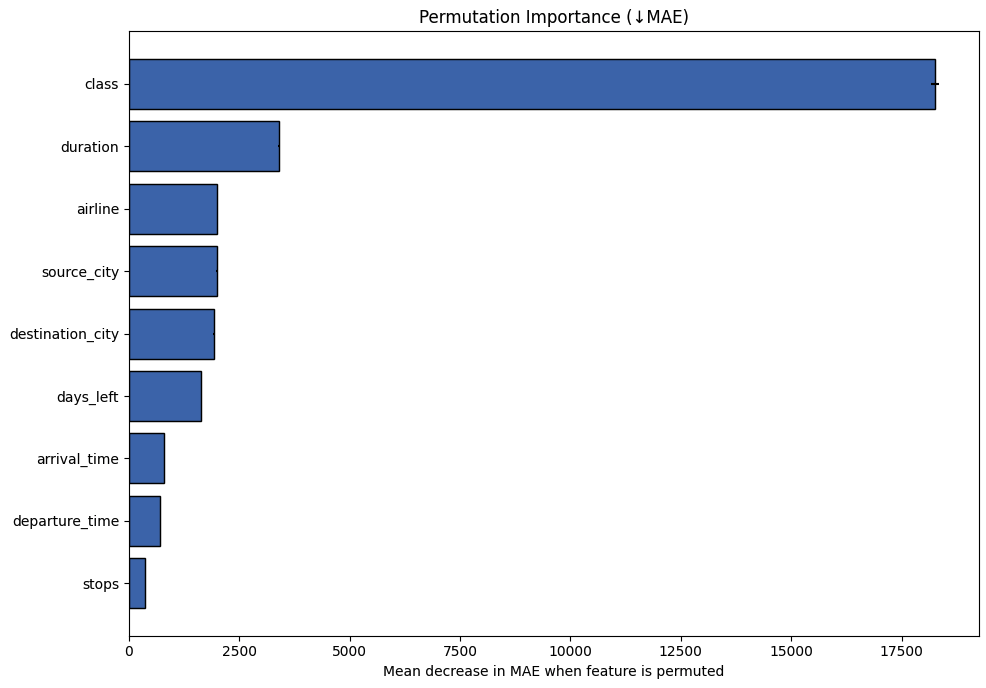 Permutation Importance (↓MAE)
class
duration
airline
source_city
destination_city
days_left
arrival_time
departure_time
stops
0 2500 5000 7500 10000 12500 15000 17500
Mean decrease in MAE when feature is permuted